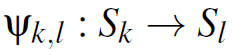 ψ_{k,l} : S_k → S_l